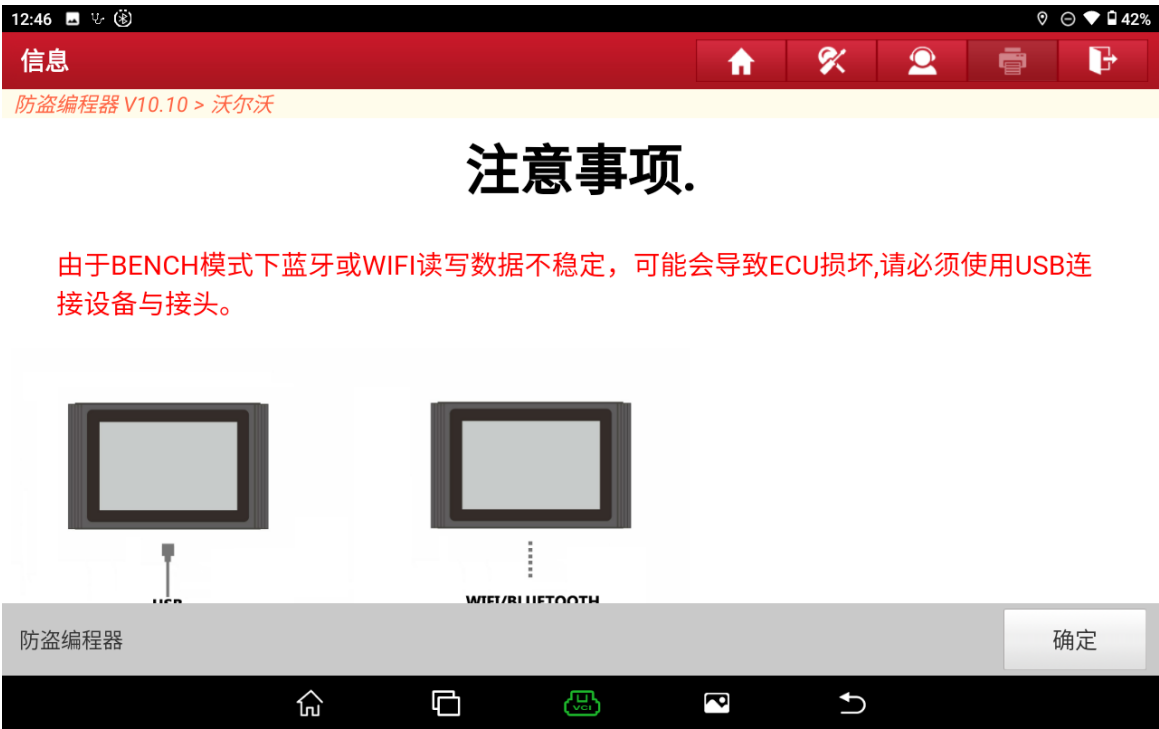 12:46
42%
信息
防盗编程器 V10.10 > 沃尔沃
注意事项.
由于BENCH模式下蓝牙或WIFI读写数据不稳定，可能会导致ECU损坏,请必须使用USB连
接设备与接头。
USB
WIFI/BLUETOOTH
防盗编程器
确定
VCI